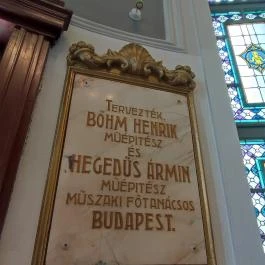 TERVEZTÉK
BÖHM HENRIK
MŰÉPITÉSZ
ÉS
HEGEDŰS ÁRMIN
MŰÉPITÉSZ
MŰSZAKI FŐTANÁCSOS
BUDAPEST.